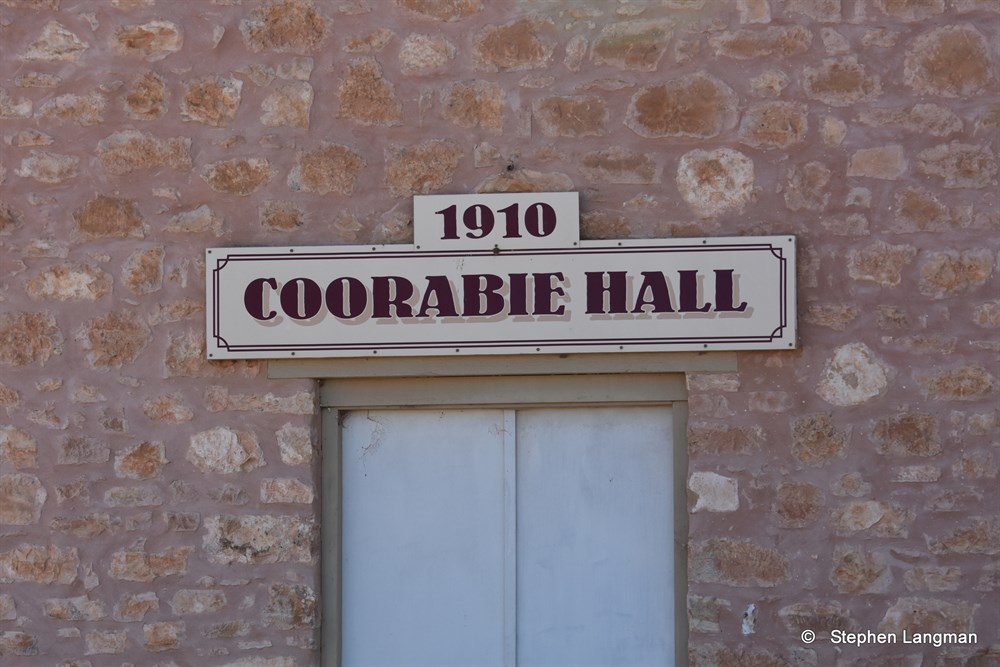 1910
COORABIE HALL
© Stephen Langman